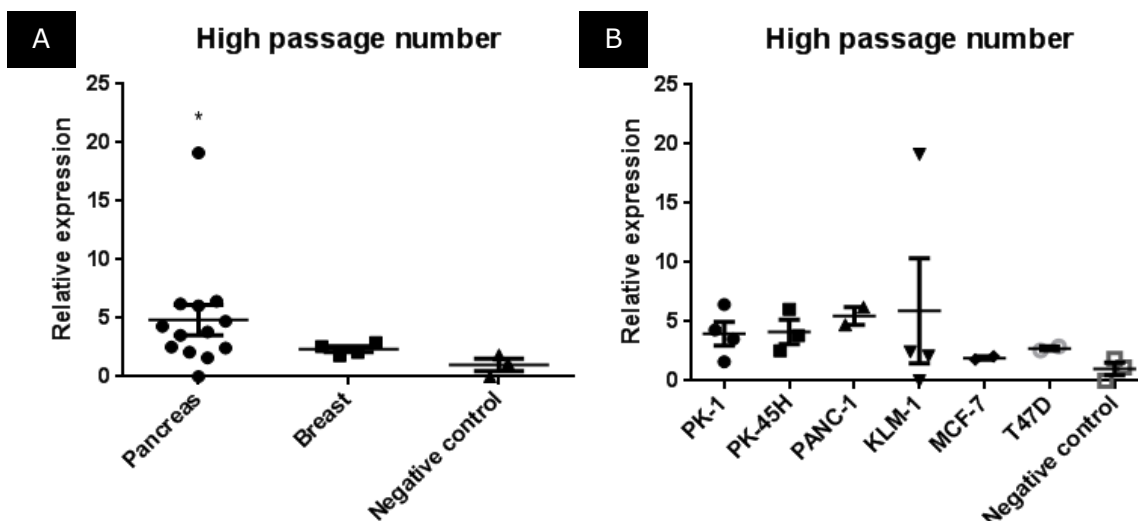 A
High passage number
Relative expression
25
20
15
10
5
0
*
Pancreas
Breast
Negative control
B
High passage number
Relative expression
25
20
15
10
5
0
PK-1
PK-45H
PANC-1
KLM-1
MCF-7
T47D
Negative control